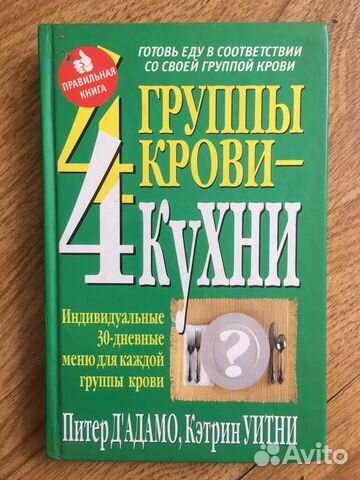 ГОТОВЬ ЕДУ В СООТВЕТСТВИИ
СО СВОЕЙ ГРУППОЙ КРОВИ
ПРАВИЛЬНАЯ
КНИГА
4 ГРУППЫ
КРОВИ–
4 КУХНИ
Индивидуальные
30-дневные
меню для каждой
группы крови
?
Питер Д'АДАМО, Кэтрин УИТНИ
Avito